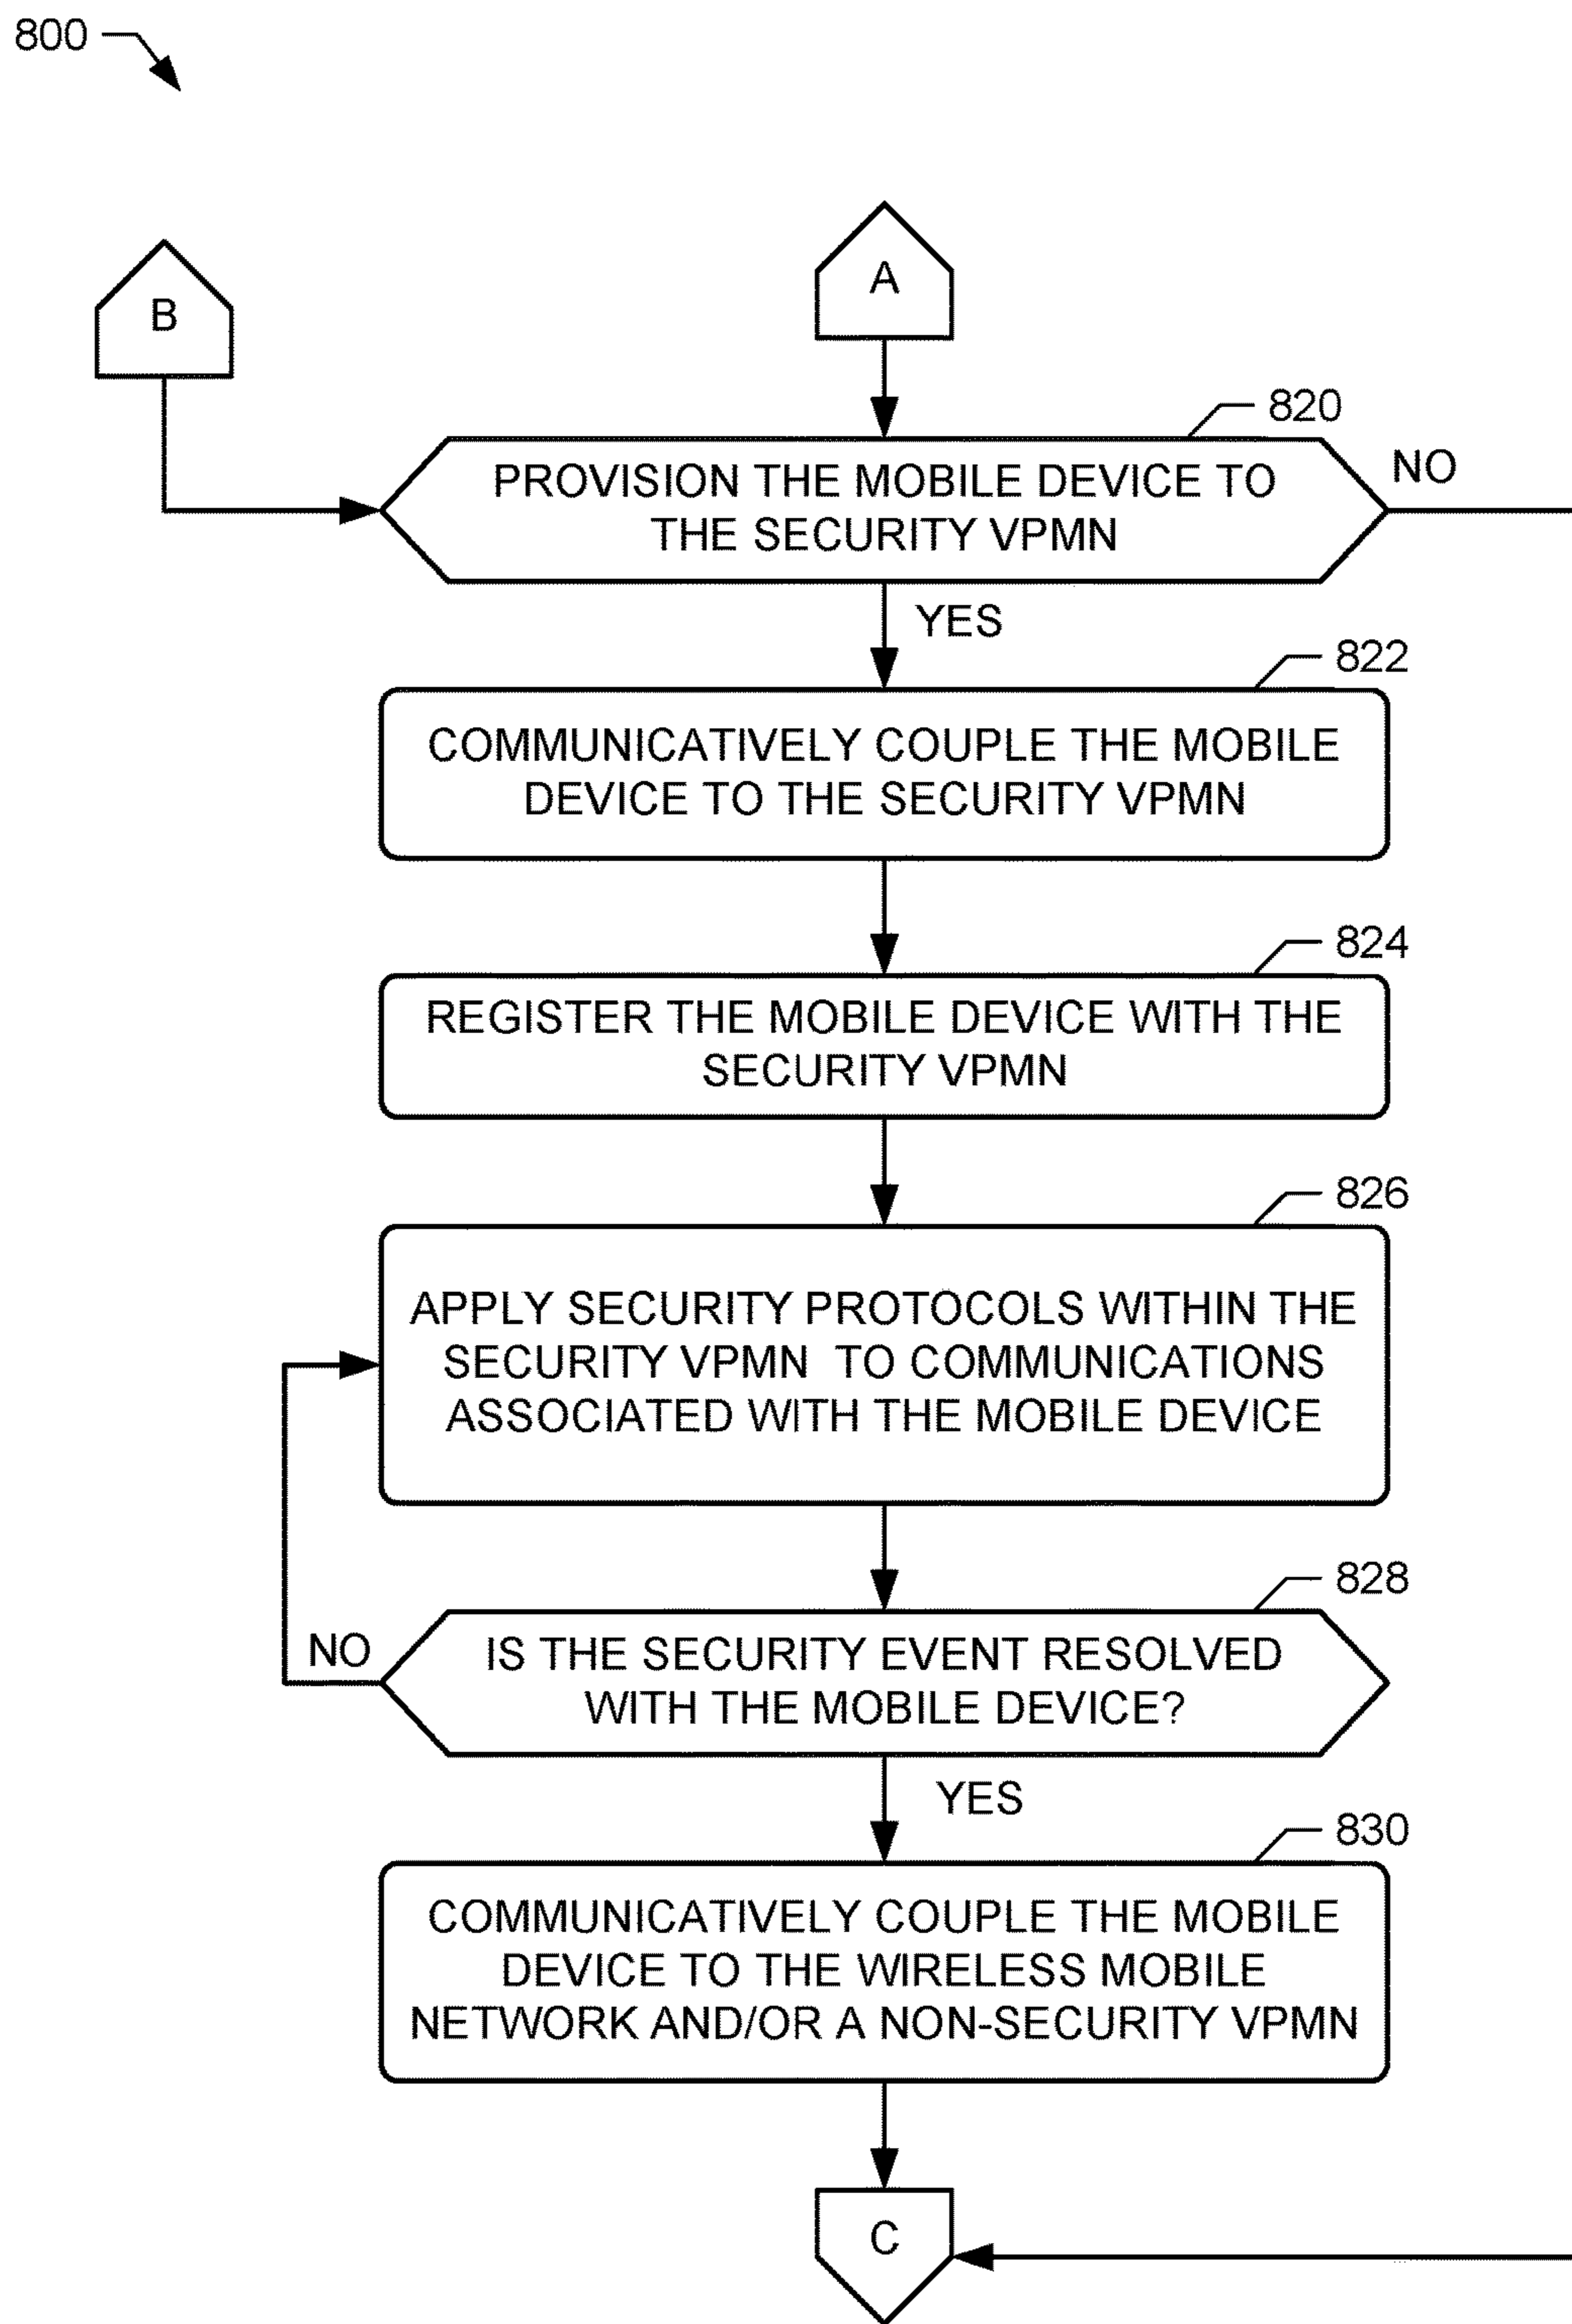 800
B
A
820
PROVISION THE MOBILE DEVICE TO
THE SECURITY VPMN
NO
YES
822
COMMUNICATIVELY COUPLE THE MOBILE
DEVICE TO THE SECURITY VPMN
824
REGISTER THE MOBILE DEVICE WITH THE
SECURITY VPMN
826
APPLY SECURITY PROTOCOLS WITHIN THE
SECURITY VPMN TO COMMUNICATIONS
ASSOCIATED WITH THE MOBILE DEVICE
828
NO
IS THE SECURITY EVENT RESOLVED
WITH THE MOBILE DEVICE?
YES
830
COMMUNICATIVELY COUPLE THE MOBILE
DEVICE TO THE WIRELESS MOBILE
NETWORK AND/OR A NON-SECURITY VPMN
C